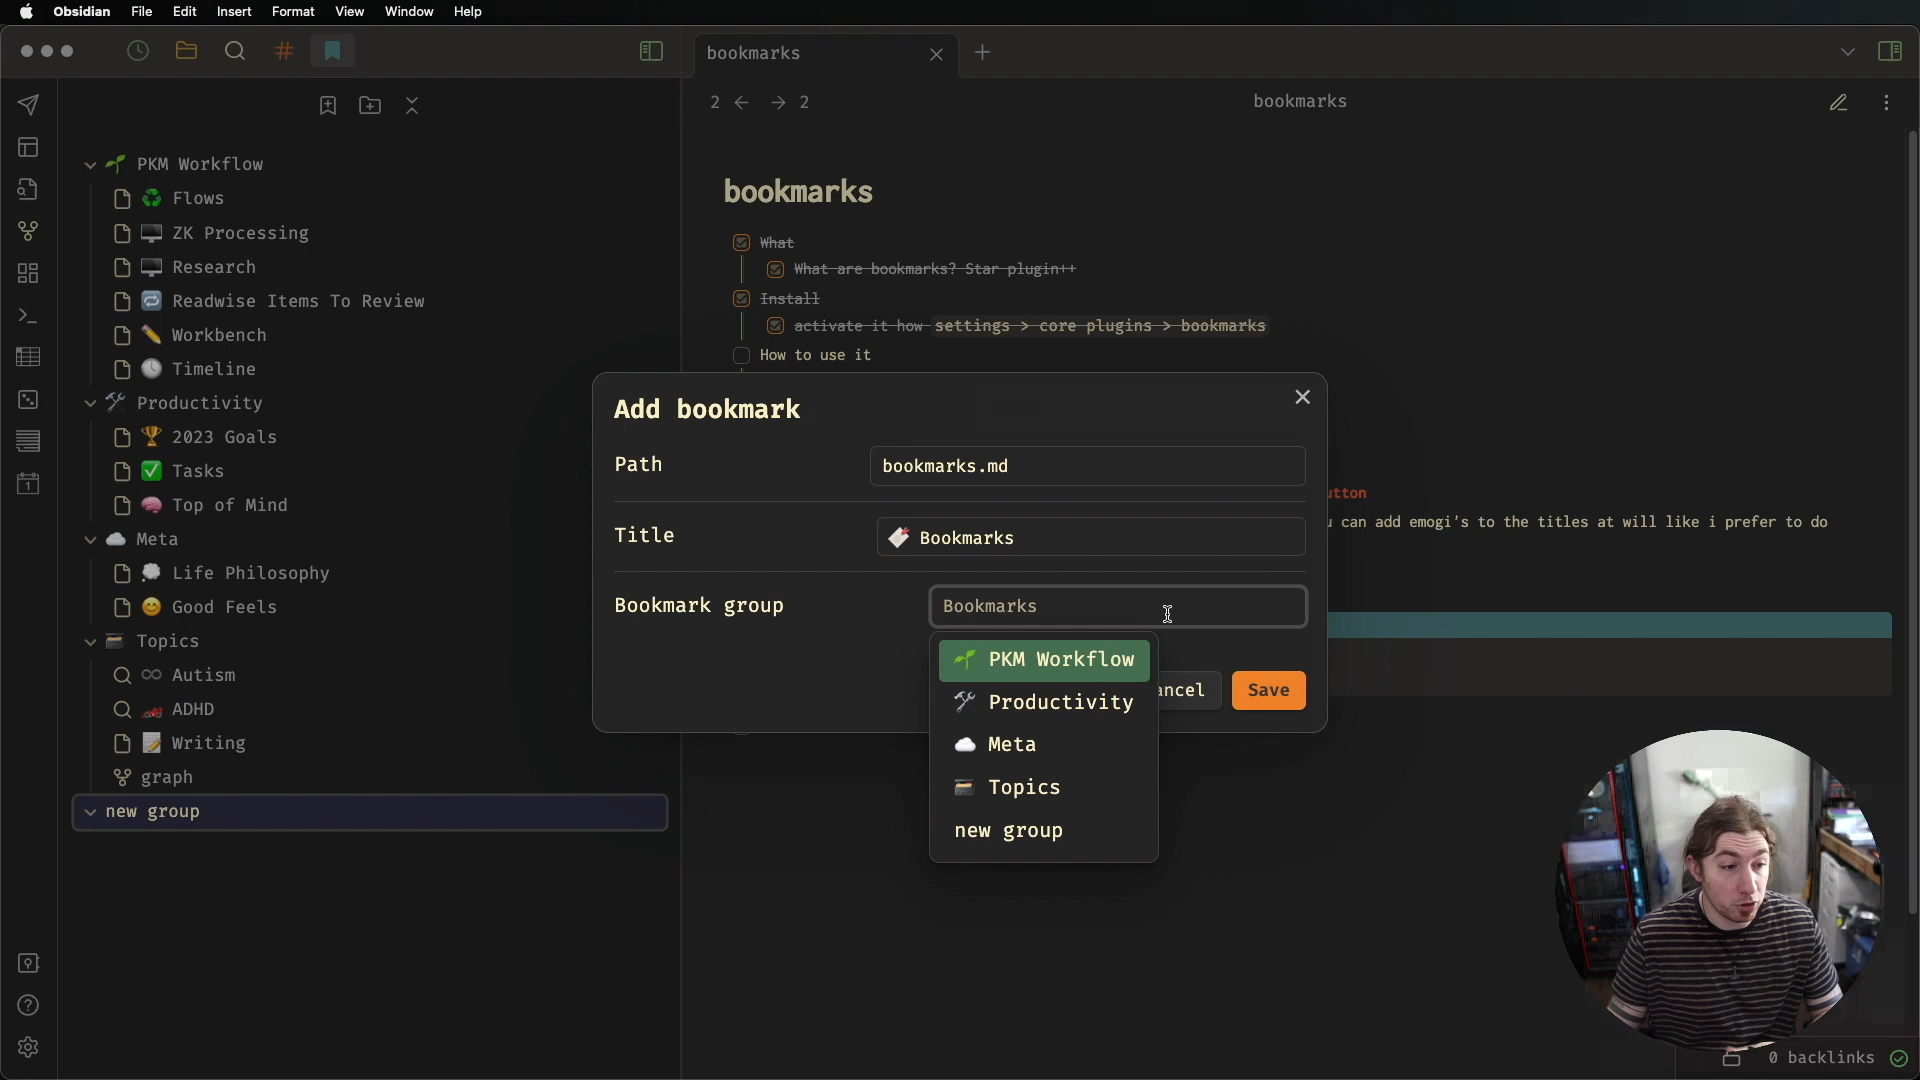 Obsidian File Edit Insert Format View Window Help
bookmarks
2 2
bookmarks
PKM Workflow
Flows
ZK Processing
Research
Readwise Items To Review
Workbench
Timeline
Productivity
2023 Goals
Tasks
Top of Mind
Meta
Life Philosophy
Good Feels
Topics
Autism
ADHD
Writing
graph
new group
bookmarks
What
What are bookmarks? Star plugin++
Install
activate it how settings > core plugins > bookmarks
How to use it
utton
can add emogi's to the titles at will like i prefer to do
Add bookmark
Path
bookmarks.md
Title
Bookmarks
Bookmark group
Bookmarks
PKM Workflow
Productivity
Meta
Topics
new group
ancel
Save
1
0 backlinks